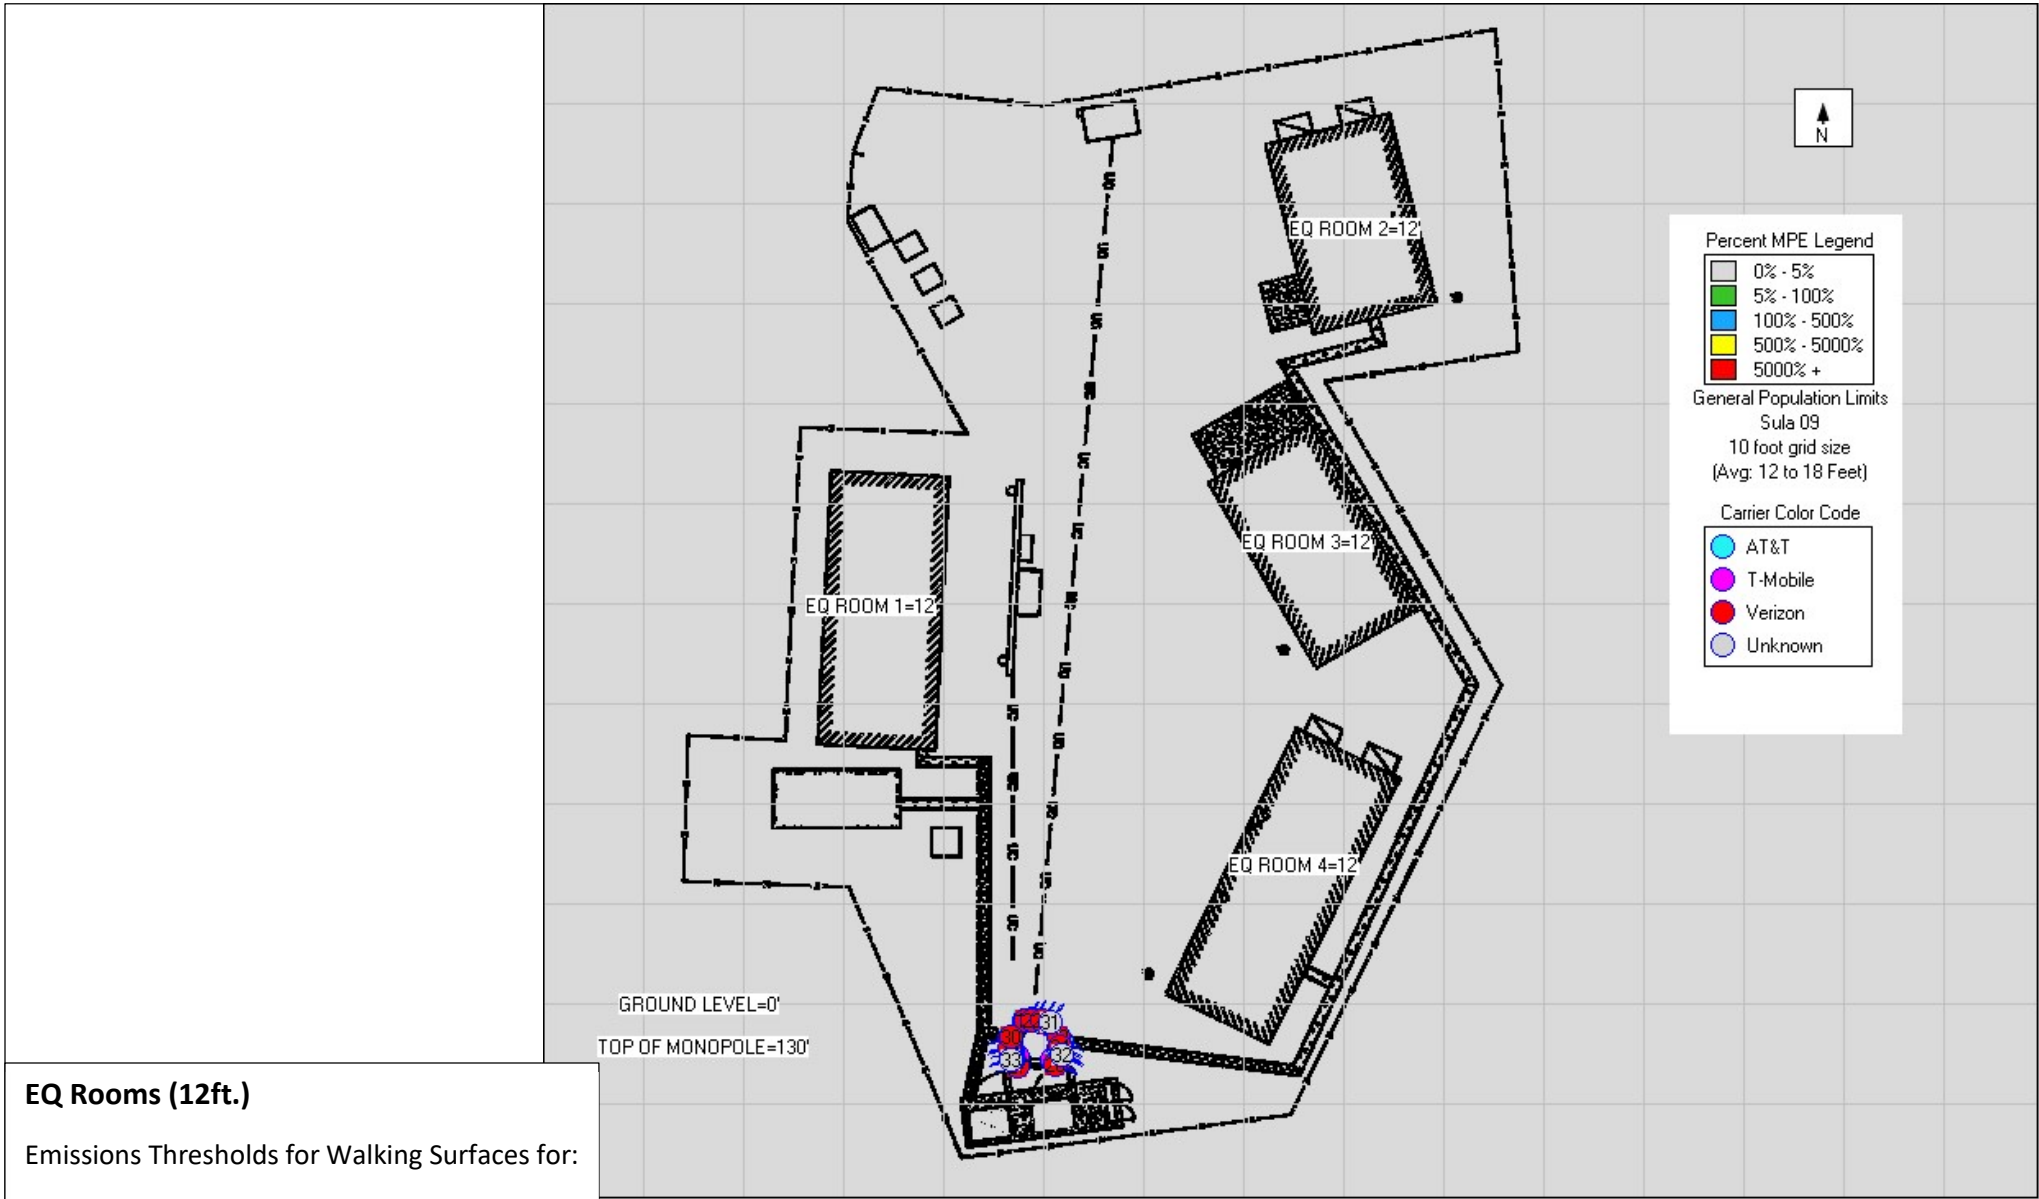 N
EQ ROOM 2=12'
Percent MPE Legend
0% - 5%
5% - 100%
100% - 500%
500% - 5000%
5000% +
General Population Limits
Sula 09
10 foot grid size
(Avg: 12 to 18 Feet)
Carrier Color Code
AT&T
T-Mobile
Verizon
Unknown
EQ ROOM 3=12'
EQ ROOM 1=12'
EQ ROOM 4=12'
GROUND LEVEL=0'
TOP OF MONOPOLE=130'
31
30
33
32
EQ Rooms (12ft.)
Emissions Thresholds for Walking Surfaces for: